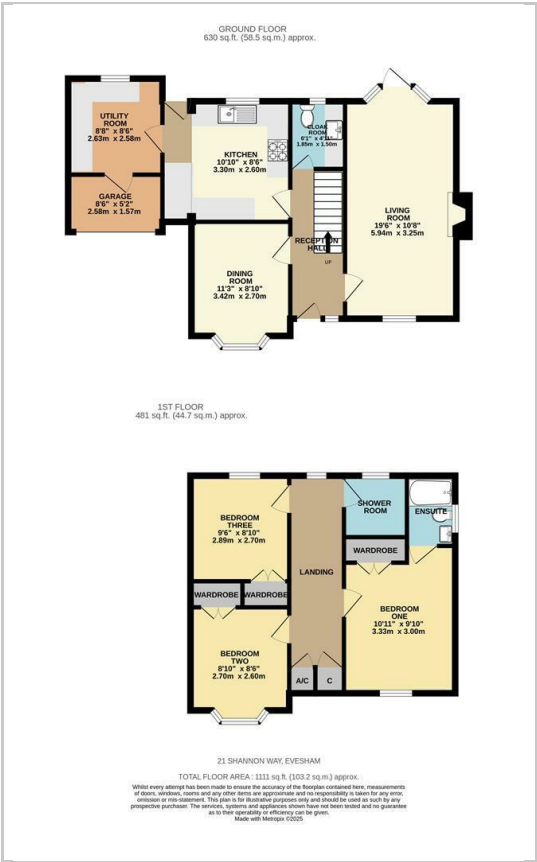 GROUND FLOOR
630 sq.ft. (58.5 sq.m.) approx.
UTILITY
ROOM
8'8" x 8'6"
2.63m x 2.58m
GARAGE
8'6" x 5'2"
2.58m x 1.57m
KITCHEN
10'10" x 8'6"
3.30m x 2.60m
CLOAK
ROOM
6'1" x 4'11"
1.85m x 1.50m
LIVING
ROOM
19'6" x 10'8"
5.94m x 3.25m
RECEPTION
HALL
UP
DINING
ROOM
11'3" x 8'10"
3.42m x 2.70m
1ST FLOOR
481 sq.ft. (44.7 sq.m.) approx.
BEDROOM
THREE
9'6" x 8'10"
2.89m x 2.70m
SHOWER
ROOM
ENSUITE
WARDROBE
LANDING
WARDROBE
WARDROBE
BEDROOM
ONE
10'11" x 9'10"
3.33m x 3.00m
BEDROOM
TWO
8'10" x 8'6"
2.70m x 2.60m
A/C
C
21 SHANNON WAY, EVESHAM
TOTAL FLOOR AREA : 1111 sq.ft. (103.2 sq.m.) approx.
Whilst every attempt has been made to ensure the accuracy of the floorplan contained here, measurements
of doors, windows, rooms and any other items are approximate and no responsibility is taken for any error,
omission or mis-statement. This plan is for illustrative purposes only and should be used as such by any
prospective purchaser. The services, systems and appliances shown have not been tested and no guarantee
as to their operability or efficiency can be given.
Made with Metropix ©2025